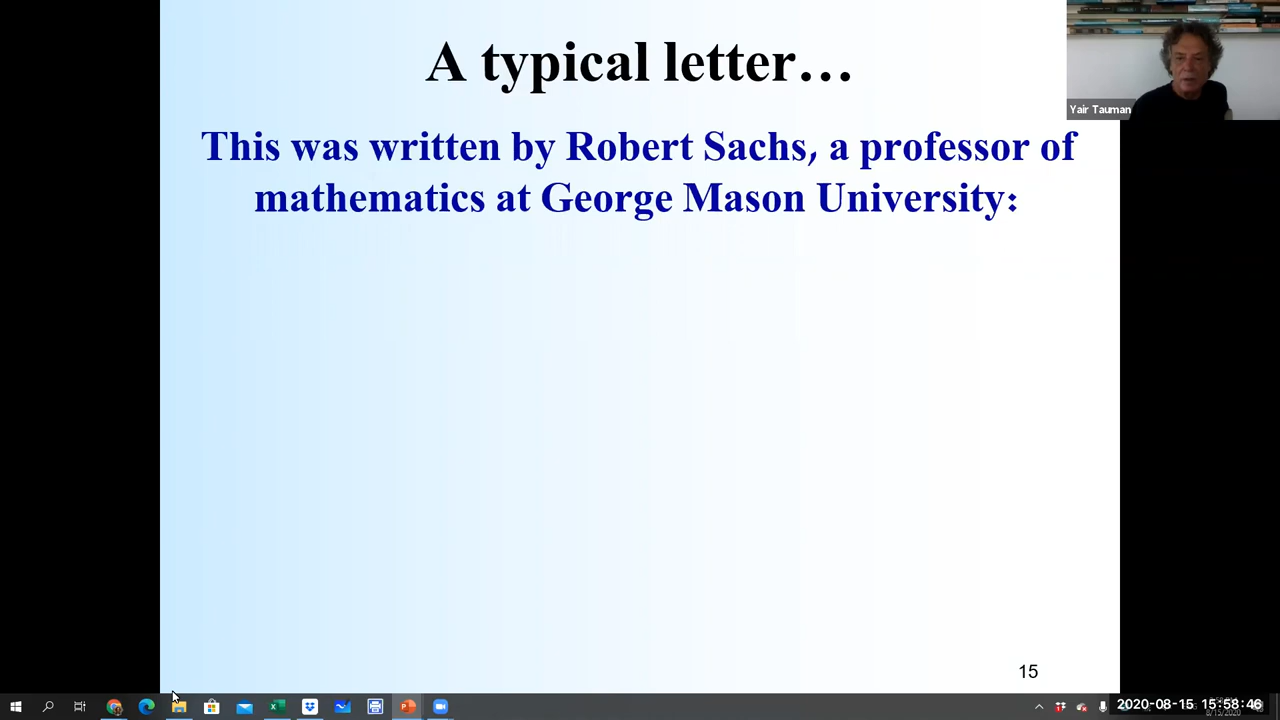 A typical letter…
Yair Tauman
This was written by Robert Sachs, a professor of
mathematics at George Mason University:
15
2020-08-15 15:58:46